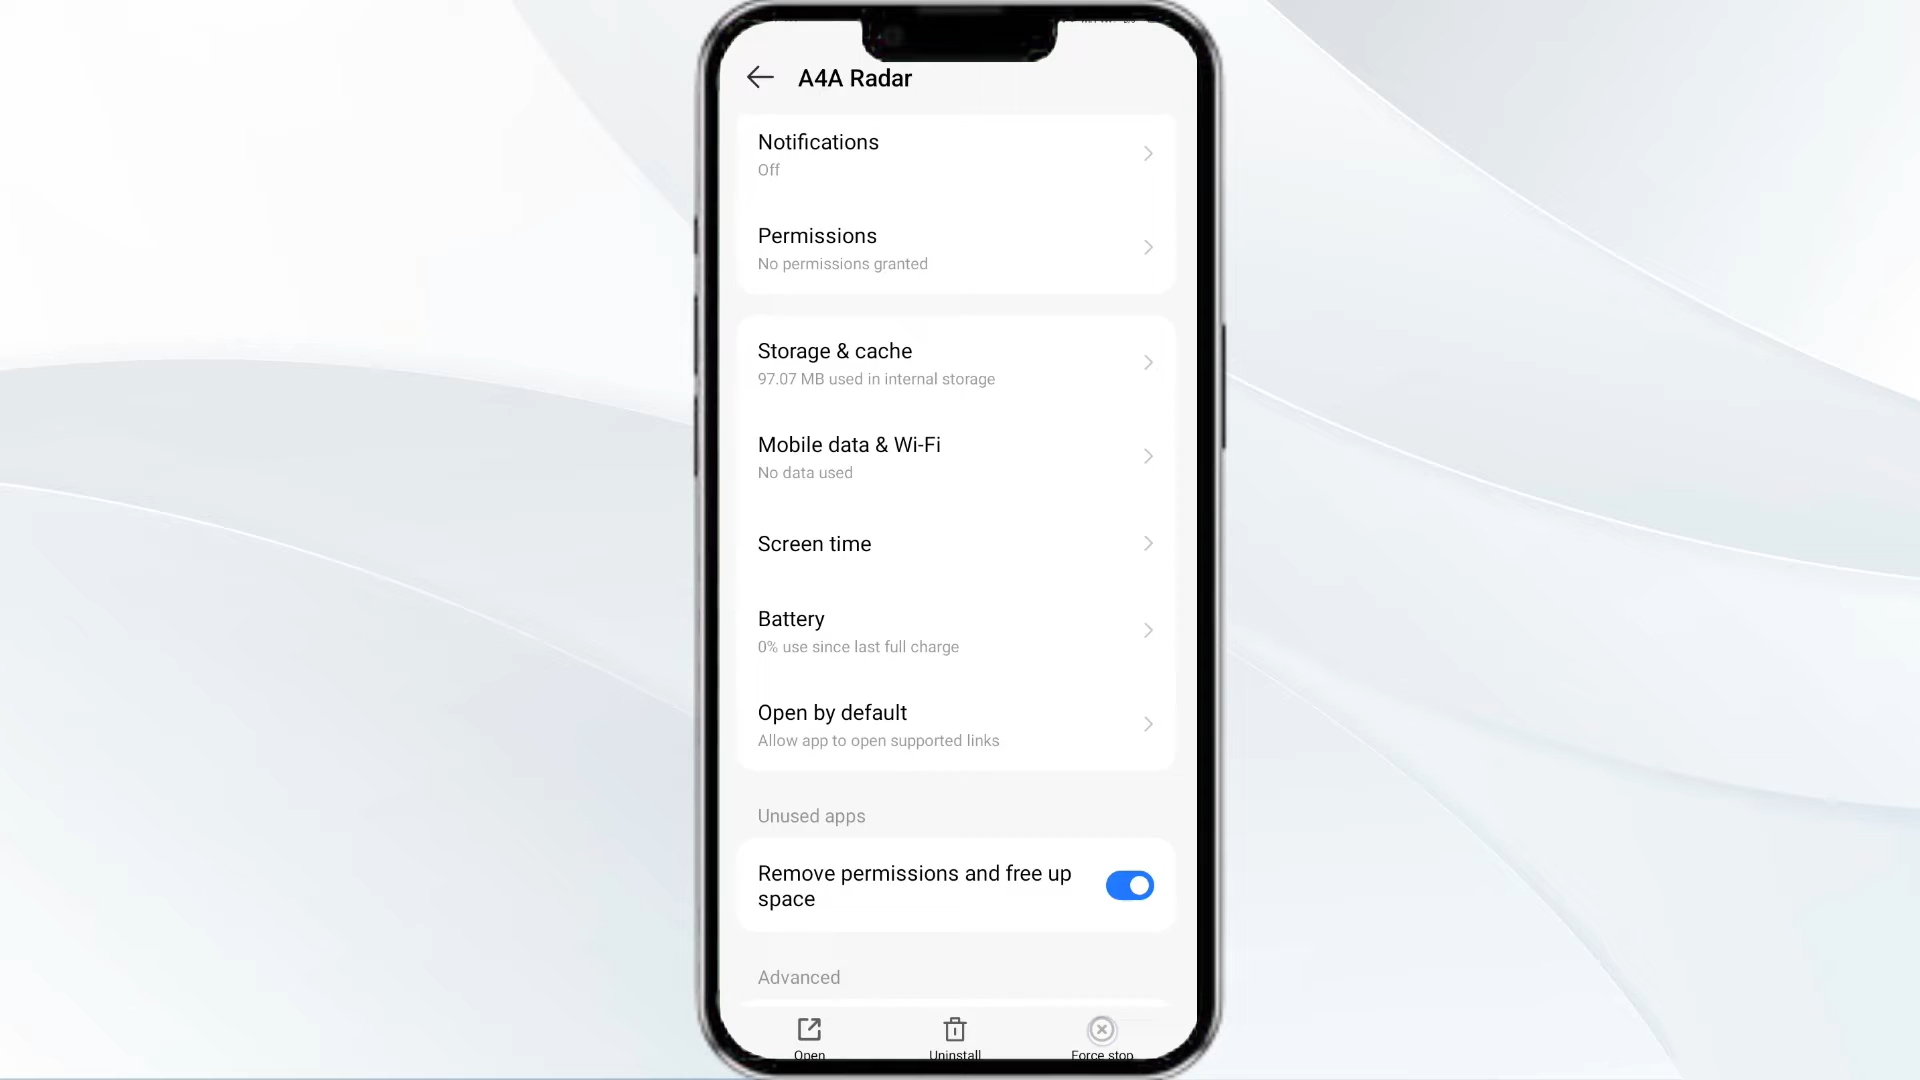 A4A Radar
Notifications
Off
Permissions
No permissions granted
Storage & cache
97.07 MB used in internal storage
Mobile data & Wi-Fi
No data used
Screen time
Battery
0% use since last full charge
Open by default
Allow app to open supported links
Unused apps
Remove permissions and free up
space
Advanced
Open
Uninstall
Force stop